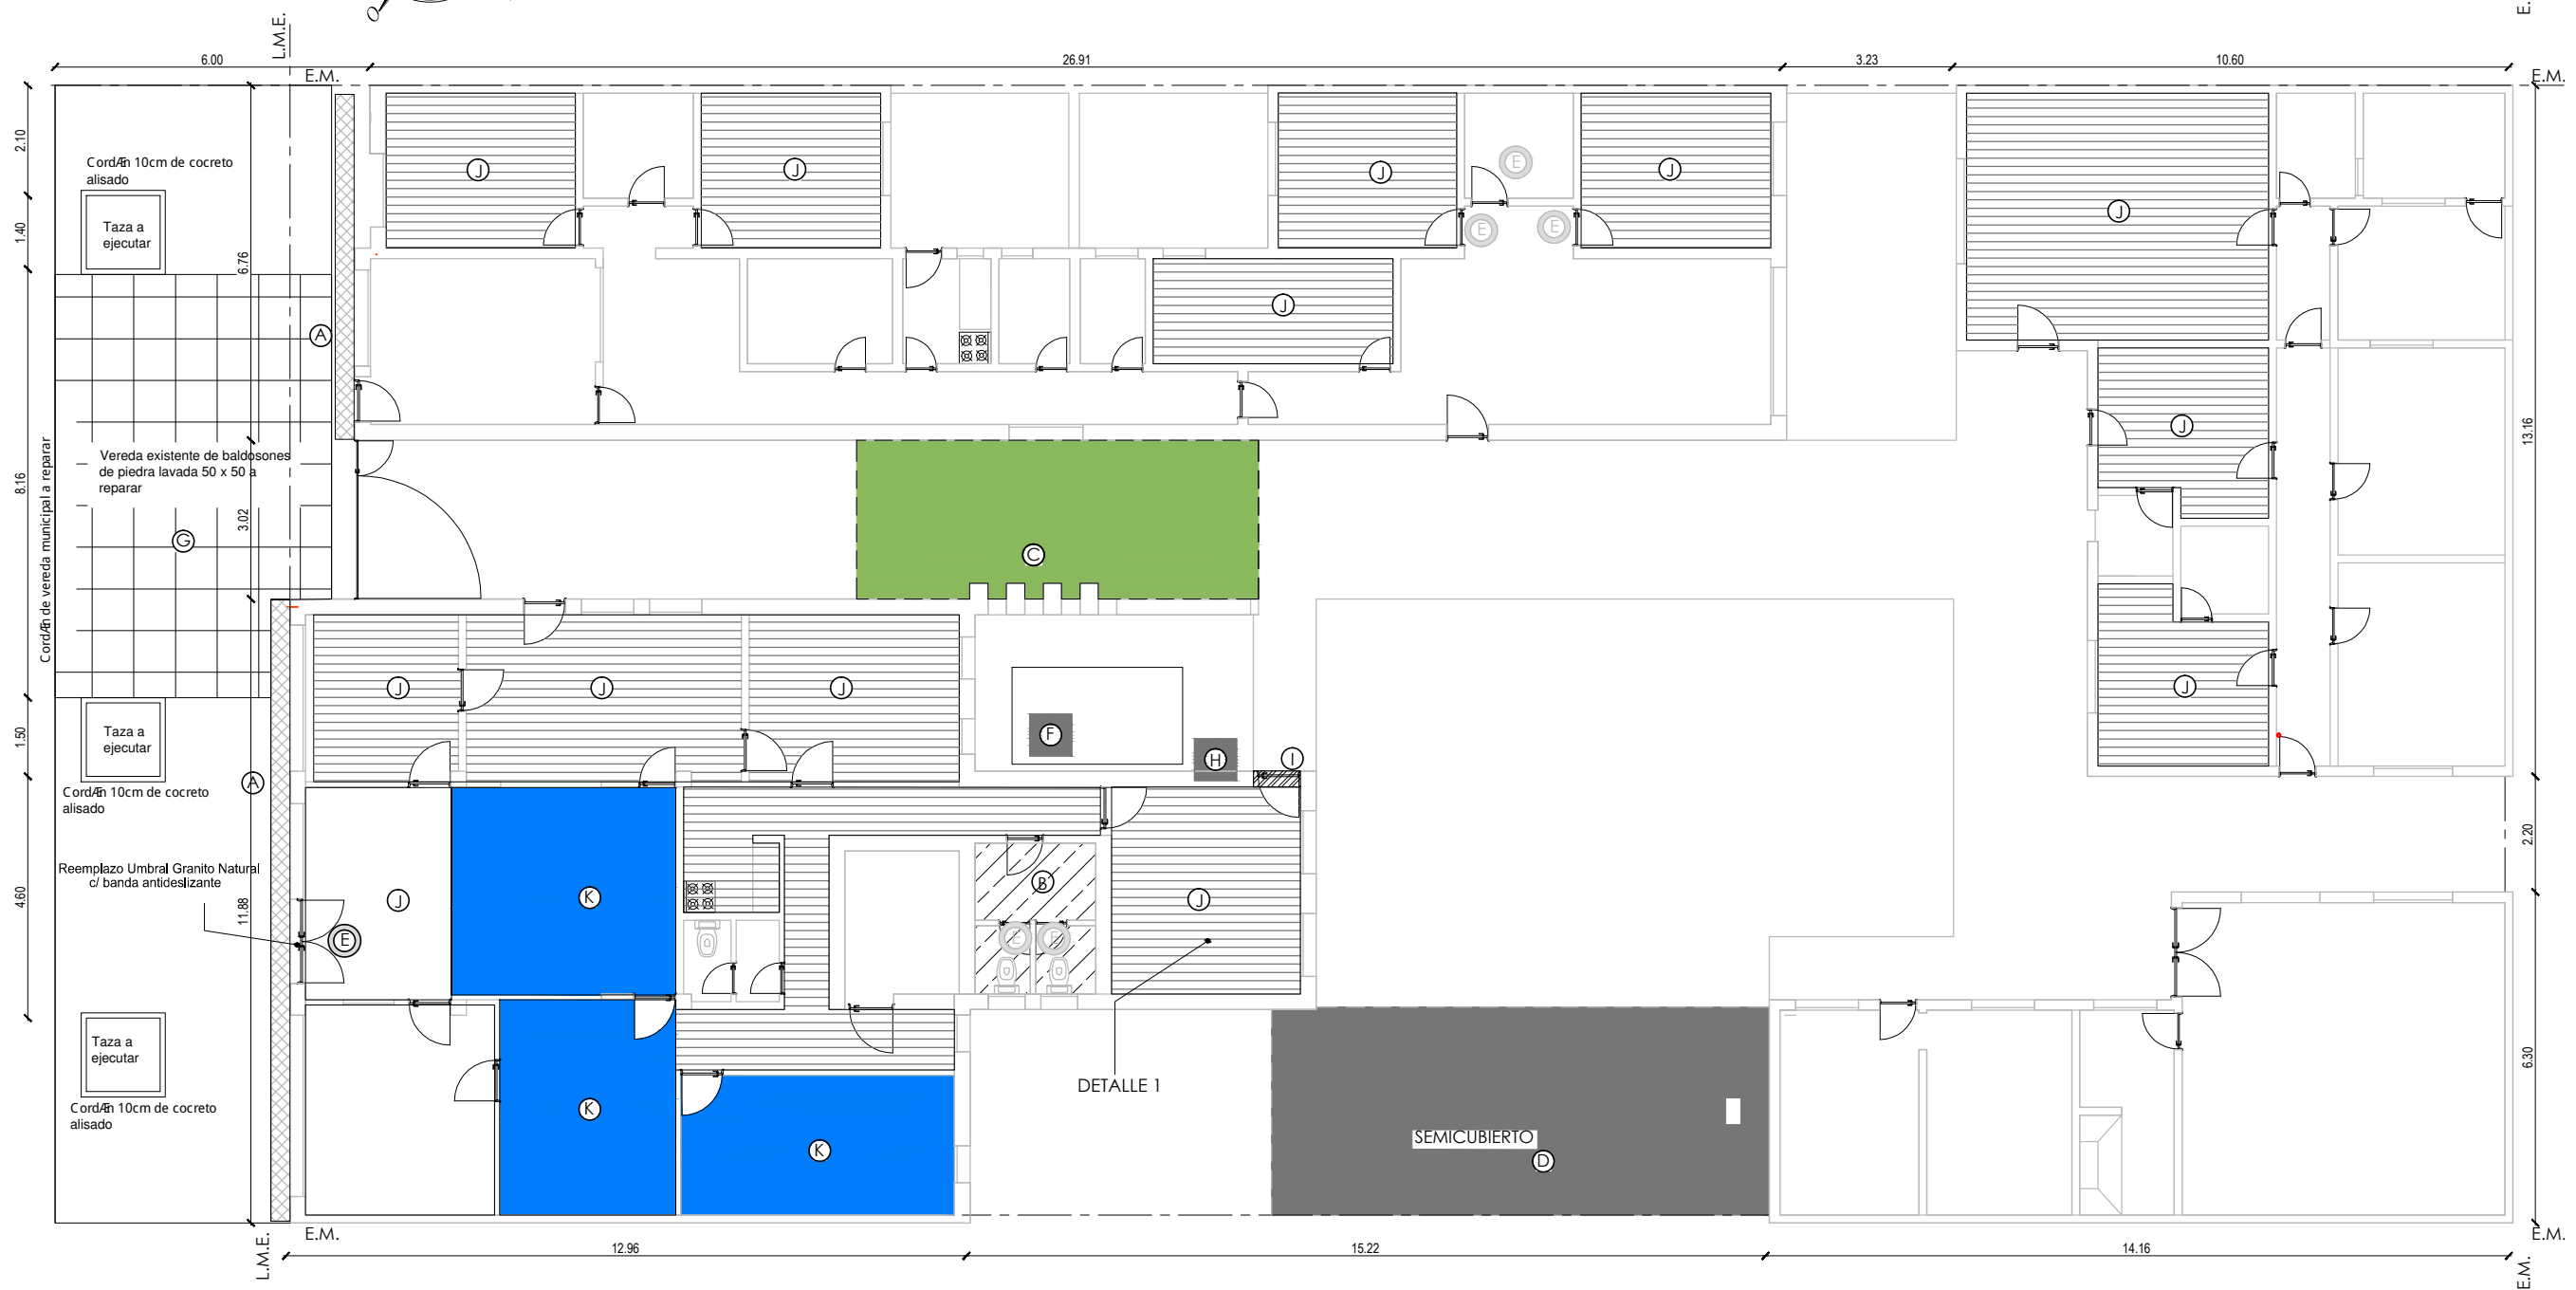 L.M.E.
E.
6.00
26.91
3.23
10.60
E.M.
E.M.
2.10
CordÆn 10cm de cocreto
alisado
J
J
J
E
J
J
1.40
Taza a
ejecutar
6.76
E
E
J
A
J
13.16
8.16
Cordón de vereda municipal a reparar
Vereda existente de baldosones
de piedra lavada 50 x 50 a
reparar
3.02
G
C
J
J
J
J
1.50
Taza a
ejecutar
F
H
I
A
CordÆn 10cm de cocreto
alisado
2.20
Reemplazo Umbral Granito Natural
c/ banda antideslizante
4.60
11.88
J
K
B
J
E
E
E
Taza a
ejecutar
6.30
DETALLE 1
CordÆn 10cm de cocreto
alisado
K
K
SEMICUBIERTO
D
E.M.
L.M.E.
12.96
15.22
14.16
E.M.
E.M.